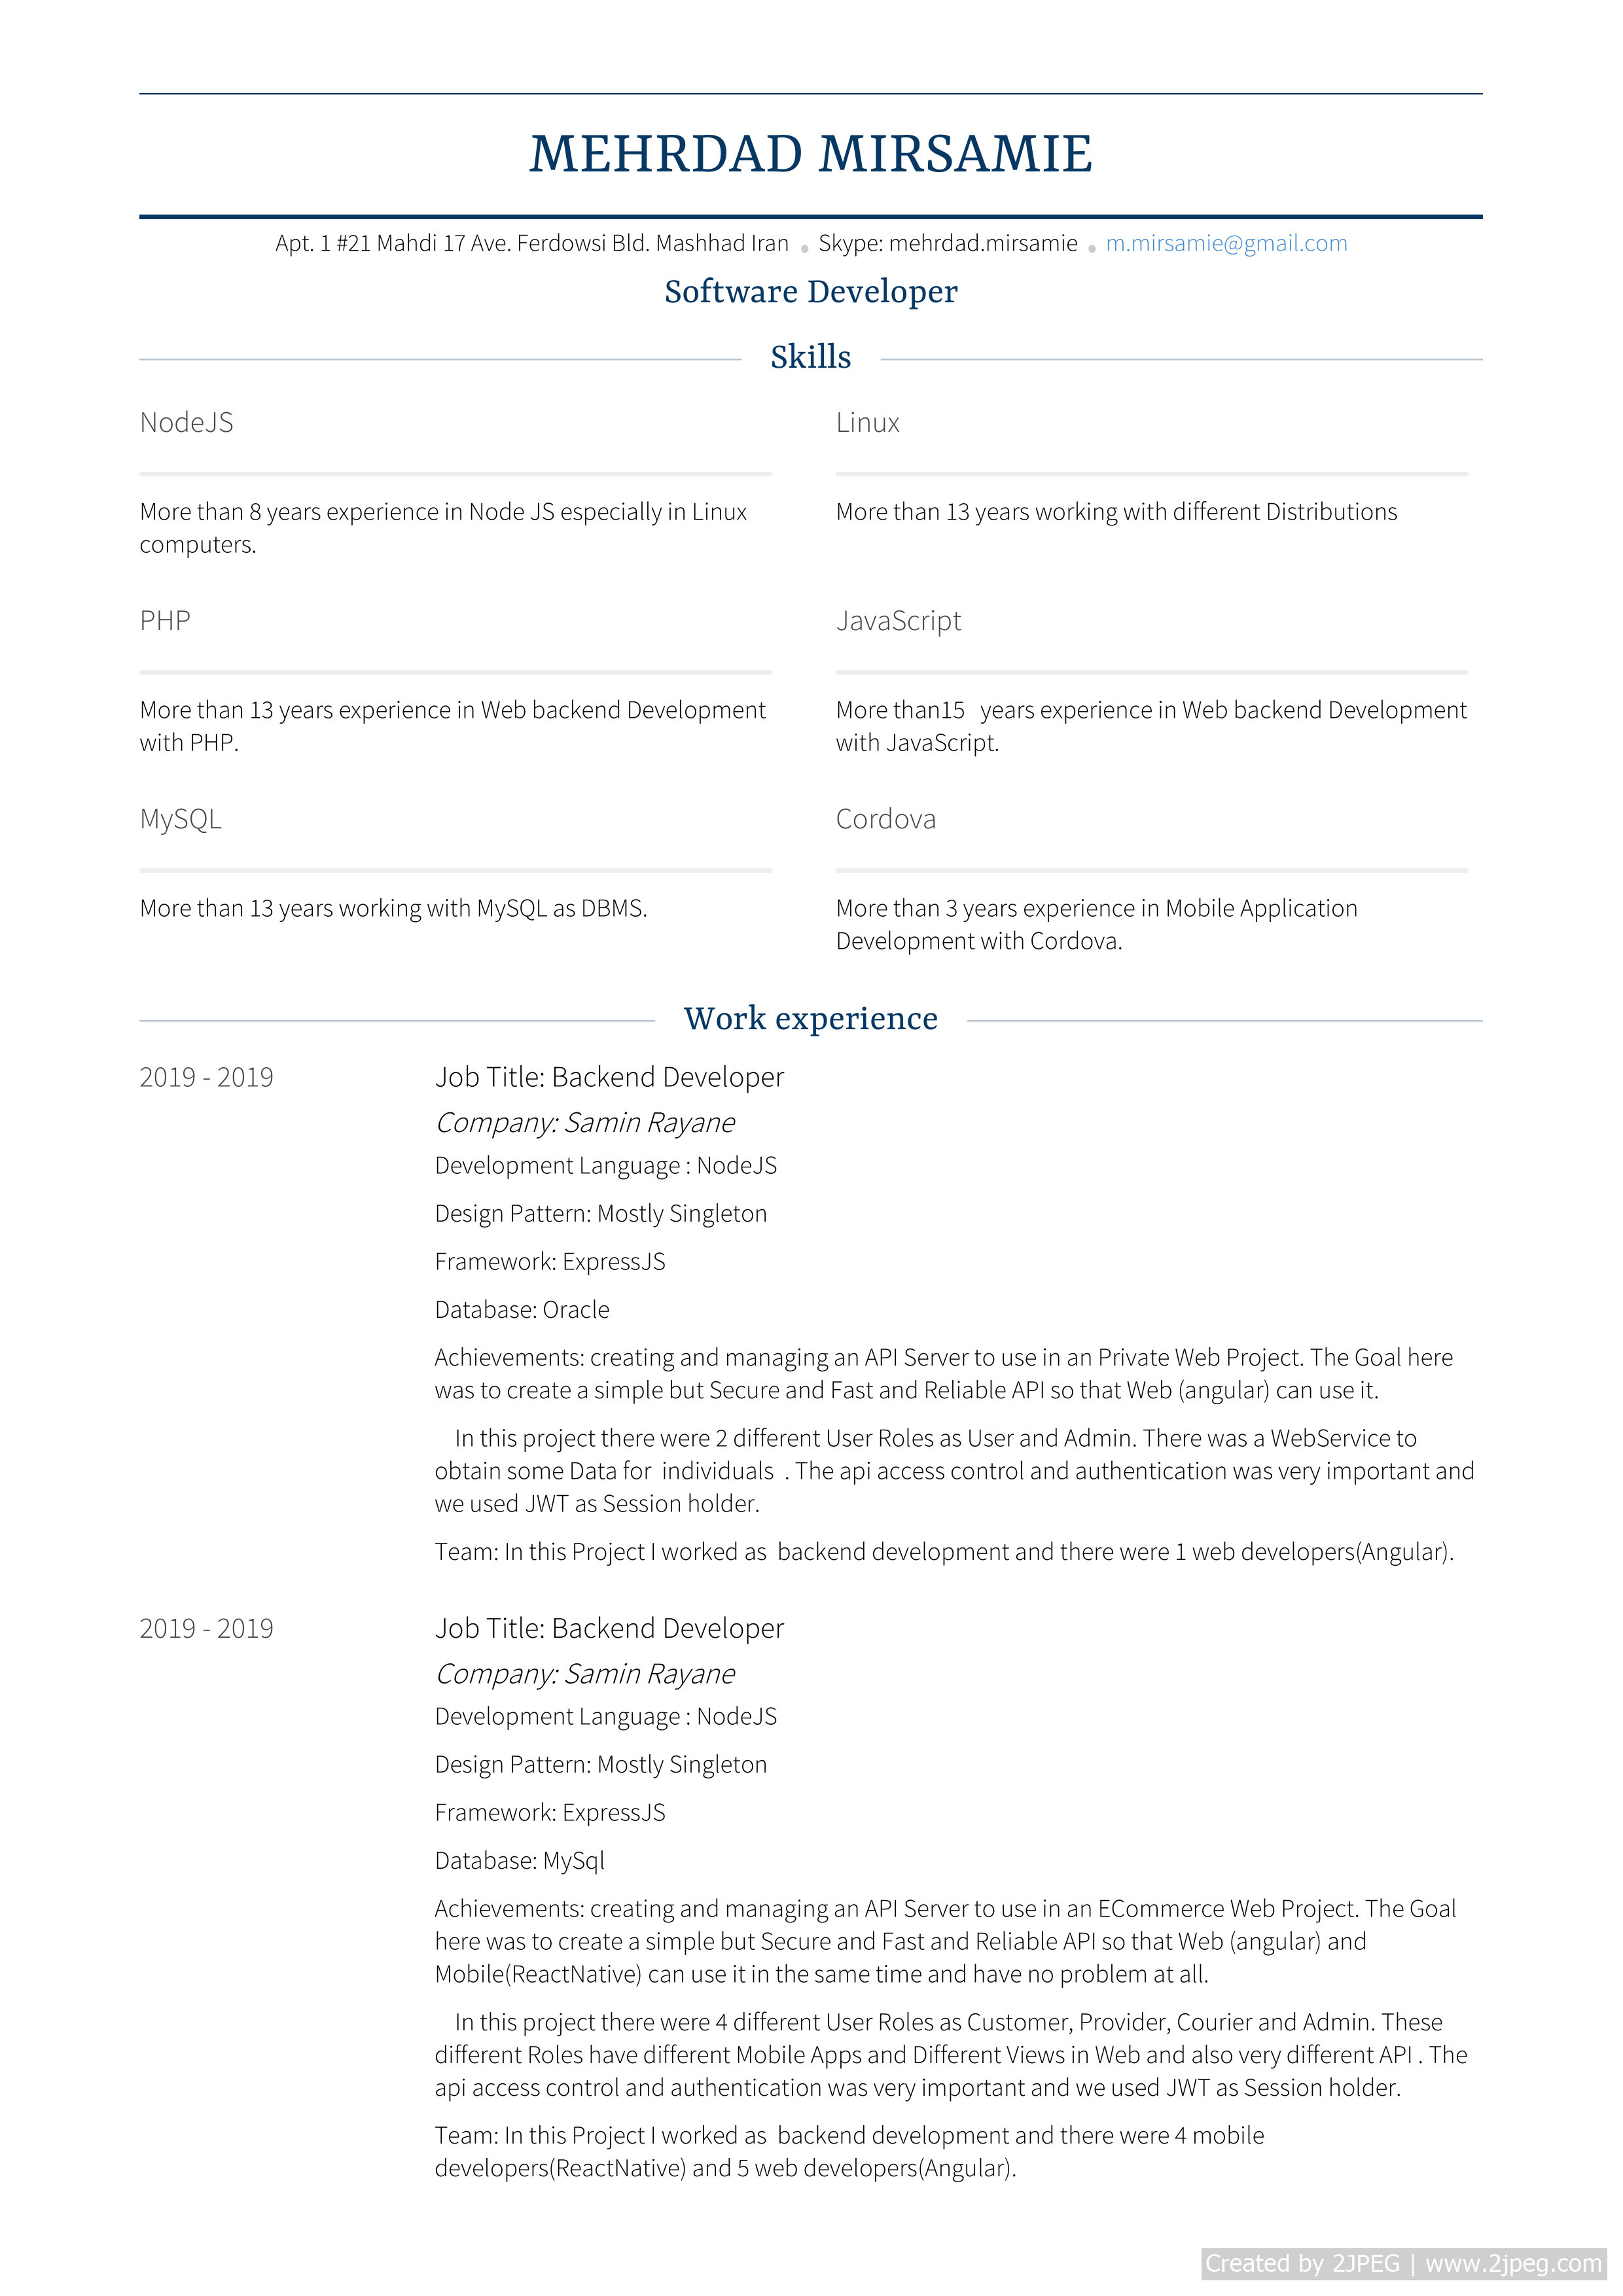 MEHRDAD MIRSAMIE
Apt. 1 #21 Mahdi 17 Ave. Ferdowsi Bld. Mashhad Iran • Skype: mehrdad.mirsamie • m.mirsamie@gmail.com
Software Developer
Skills
NodeJS
More than 8 years experience in Node JS especially in Linux
computers.
Linux
More than 13 years working with different Distributions
PHP
More than 13 years experience in Web backend Development
with PHP.
JavaScript
More than15 years experience in Web backend Development
with JavaScript.
MySQL
More than 13 years working with MySQL as DBMS.
Cordova
More than 3 years experience in Mobile Application
Development with Cordova.
Work experience
2019 - 2019
Job Title: Backend Developer
Company: Samin Rayane
Development Language : NodeJS
Design Pattern: Mostly Singleton
Framework: ExpressJS
Database: Oracle
Achievements: creating and managing an API Server to use in an Private Web Project. The Goal here
was to create a simple but Secure and Fast and Reliable API so that Web (angular) can use it.
In this project there were 2 different User Roles as User and Admin. There was a WebService to
obtain some Data for individuals . The api access control and authentication was very important and
we used JWT as Session holder.
Team: In this Project I worked as backend development and there were 1 web developers(Angular).
2019 - 2019
Job Title: Backend Developer
Company: Samin Rayane
Development Language : NodeJS
Design Pattern: Mostly Singleton
Framework: ExpressJS
Database: MySql
Achievements: creating and managing an API Server to use in an ECommerce Web Project. The Goal
here was to create a simple but Secure and Fast and Reliable API so that Web (angular) and
Mobile(ReactNative) can use it in the same time and have no problem at all.
In this project there were 4 different User Roles as Customer, Provider, Courier and Admin. These
different Roles have different Mobile Apps and Different Views in Web and also very different API . The
api access control and authentication was very important and we used JWT as Session holder.
Team: In this Project I worked as backend development and there were 4 mobile
developers(ReactNative) and 5 web developers(Angular).
Created by 2JPEG | www.2jpeg.com